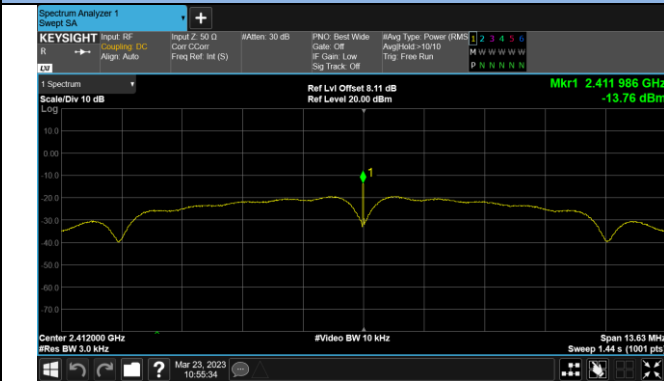 Spectrum Analyzer 1
Swept SA
+
KEYSIGHT Input: RF Input Z: 50 Ω #Atten: 30 dB PNO: Best Wide #Avg Type: Power (RMS 1 2 3 4 5 6
R Coupling: DC Corr CCorr Gate: Off Avg|Hold:>10/10 M W W W W W
Align: Auto Freq Ref: Int (S) IF Gain: Low Trig: Free Run
Sig Track: Off P N N N N N
LXI
1 Spectrum Ref Lvl Offset 8.11 dB Mkr1 2.411 986 GHz
Scale/Div 10 dB Ref Level 20.00 dBm -13.76 dBm
Log
10.0
0.00
-10.0
1
-20.0
-30.0
-40.0
-50.0
-60.0
-70.0
Center 2.412000 GHz #Video BW 10 kHz Span 13.63 MHz
#Res BW 3.0 kHz Sweep 1.44 s (1001 pts)
? Mar 23, 2023
10:55:34